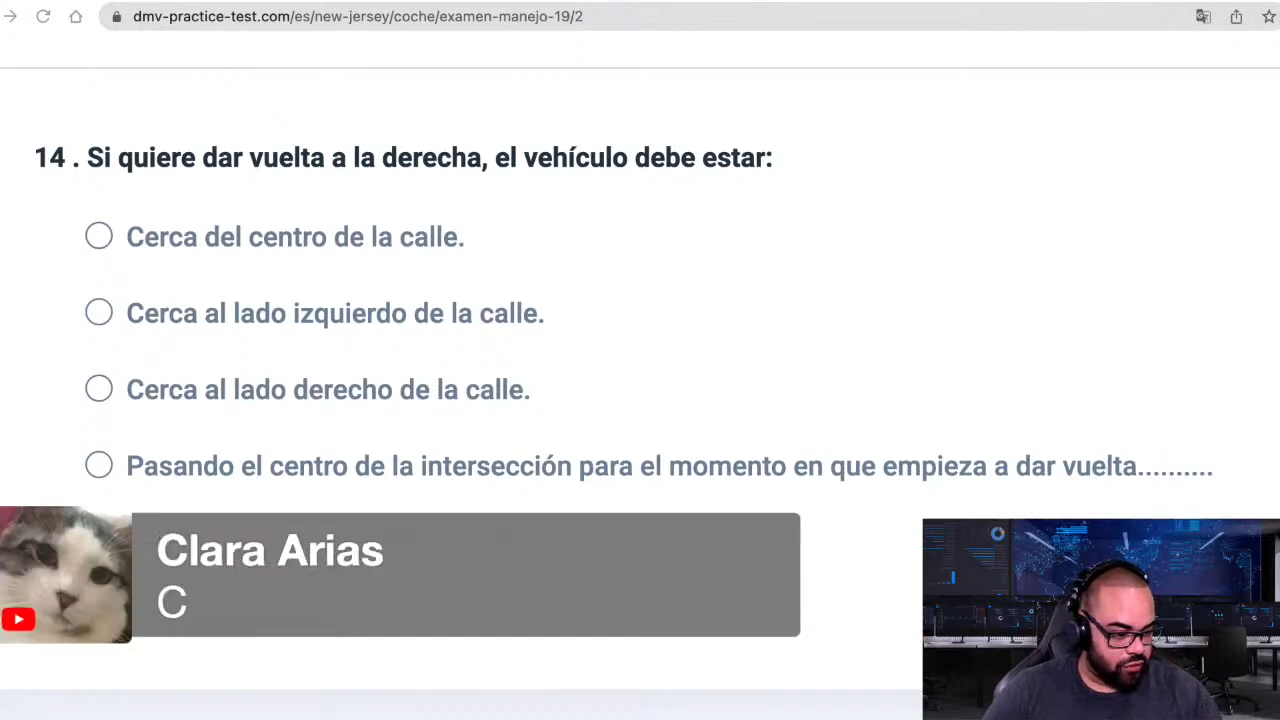 dmv-practice-test.com/es/new-jersey/coche/examen-manejo-19/2
14 . Si quiere dar vuelta a la derecha, el vehículo debe estar:
Cerca del centro de la calle.
Cerca al lado izquierdo de la calle.
Cerca al lado derecho de la calle.
Pasando el centro de la intersección para el momento en que empieza a dar vuelta..........
Clara Arias
C